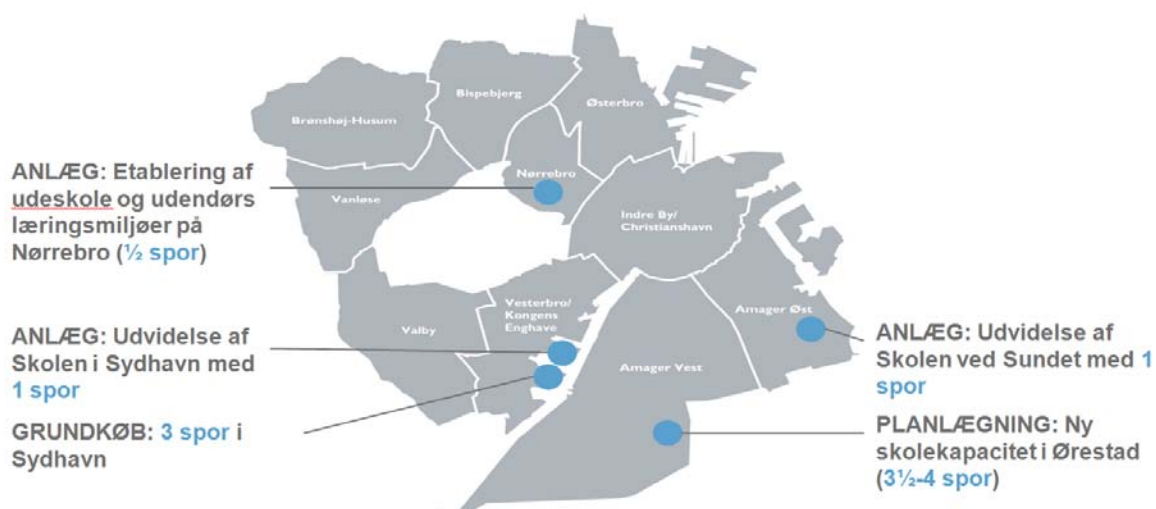 Bispebjerg
Østerbro
Brønshøj-Husum
ANLÆG: Etablering af
udeskole og udendørs
læringsmiljøer på
Nørrebro (½ spor)
Nørrebro
Vanløse
Indre By/
Christianshavn
Vesterbro/
Kongens
Enghave
Valby
Amager Øst
Amager Vest
ANLÆG: Udvidelse af
Skolen i Sydhavn med
1 spor
GRUNDKØB: 3 spor i
Sydhavn
ANLÆG: Udvidelse af
Skolen ved Sundet med 1
spor
PLANLÆGNING: Ny
skolekapacitet i Ørestad
(3½-4 spor)